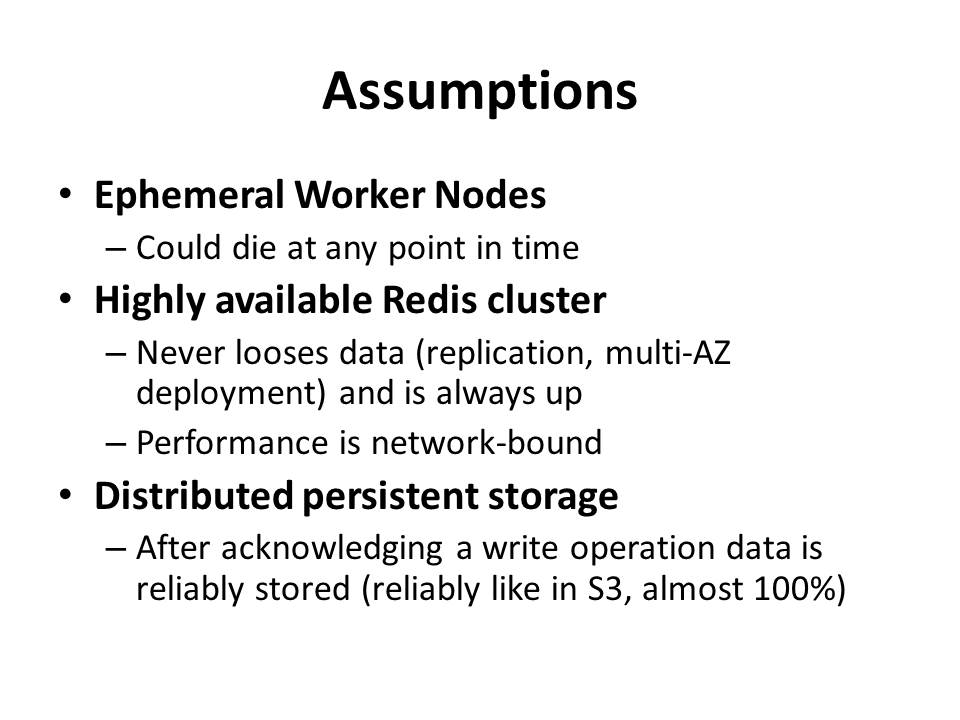 Assumptions
• Ephemeral Worker Nodes
– Could die at any point in time
• Highly available Redis cluster
– Never looses data (replication, multi-AZ
deployment) and is always up
– Performance is network-bound
• Distributed persistent storage
– After acknowledging a write operation data is
reliably stored (reliably like in S3, almost 100%)